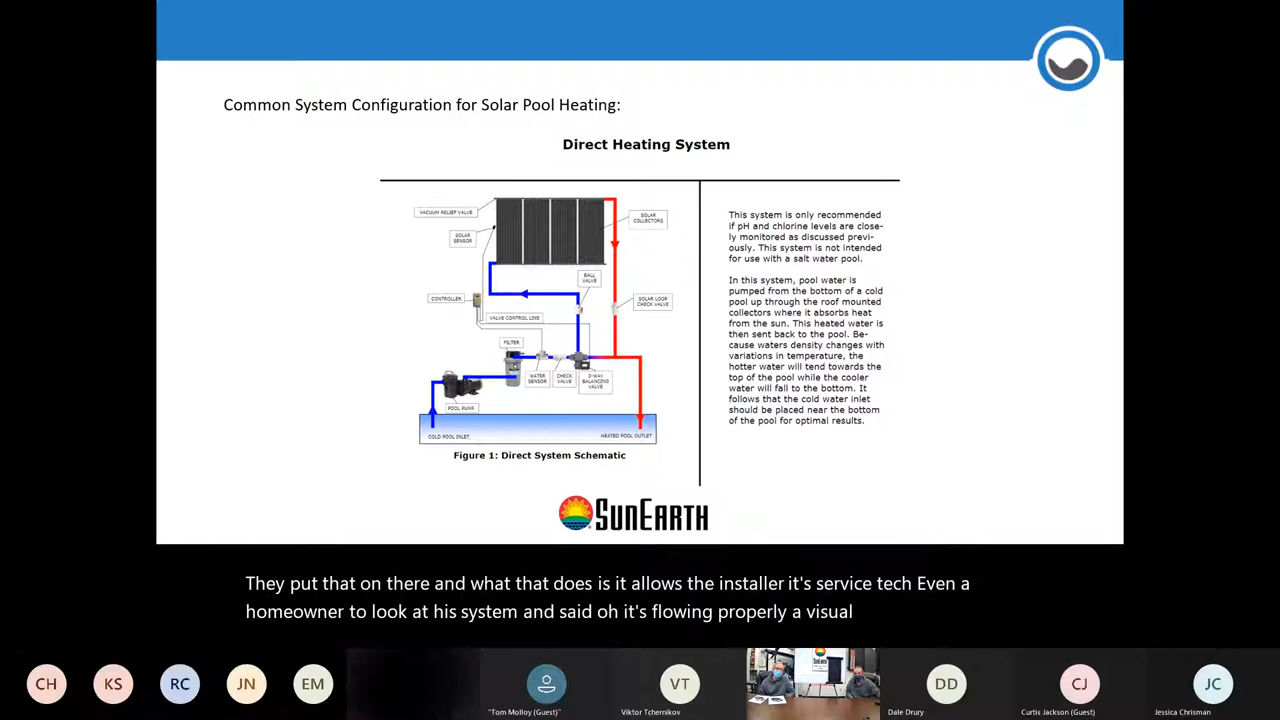 Common System Configuration for Solar Pool Heating:
Direct Heating System
VACUUM RELIEF VALVE
SOLAR
COLLECTORS
SOLAR
SENSOR
BALL
VALVE
CONTROLLER
SOLAR LOOP
CHECK VALVE
VALVE CONTROL LINE
FILTER
WATER
SENSOR
CHECK
VALVE
3-WAY
BALANCING
VALVE
POOL PUMP
COLD POOL INLET
HEATED POOL OUTLET
Figure 1: Direct System Schematic
This system is only recommended
if pH and chlorine levels are close-
ly monitored as discussed previ-
ously. This system is not intended
for use with a salt water pool.
In this system, pool water is
pumped from the bottom of a cold
pool up through the roof mounted
collectors where it absorbs heat
from the sun. This heated water is
then sent back to the pool. Be-
cause waters density changes with
variations in temperature, the
hotter water will tend towards the
top of the pool while the cooler
water will fall to the bottom. It
follows that the cold water inlet
should be placed near the bottom
of the pool for optimal results.
SUNEARTH
They put that on there and what that does is it allows the installer it's service tech Even a
homeowner to look at his system and said oh it's flowing properly a visual
CH
KS
RC
JN
EM
VT
SUNEARTH
DD
CJ
JC
"Tom Molloy (Guest)"
Viktor Tchernikov
Dale Drury
Curtis Jackson (Guest)
Jessica Chrisman